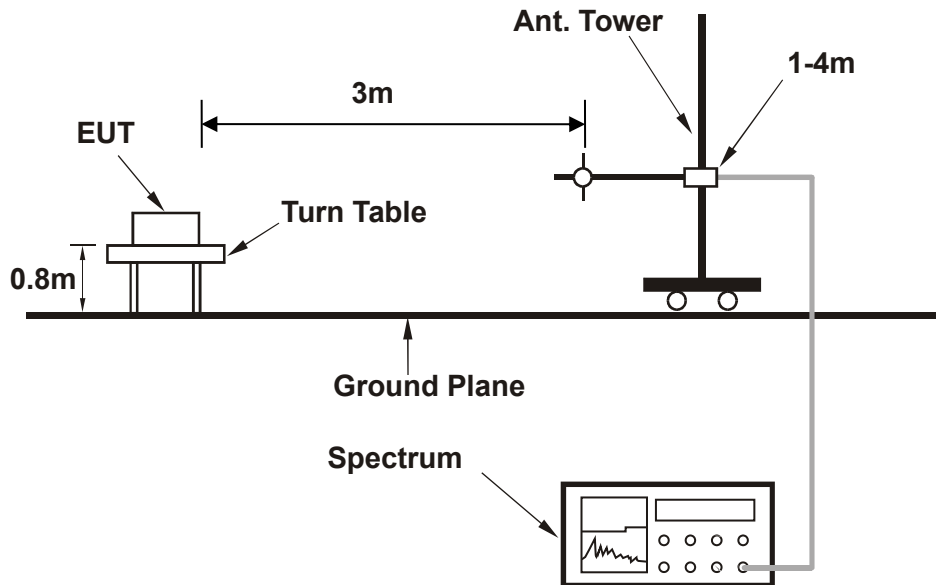 Ant. Tower
1-4m
3m
EUT
Turn Table
0.8m
Ground Plane
Spectrum